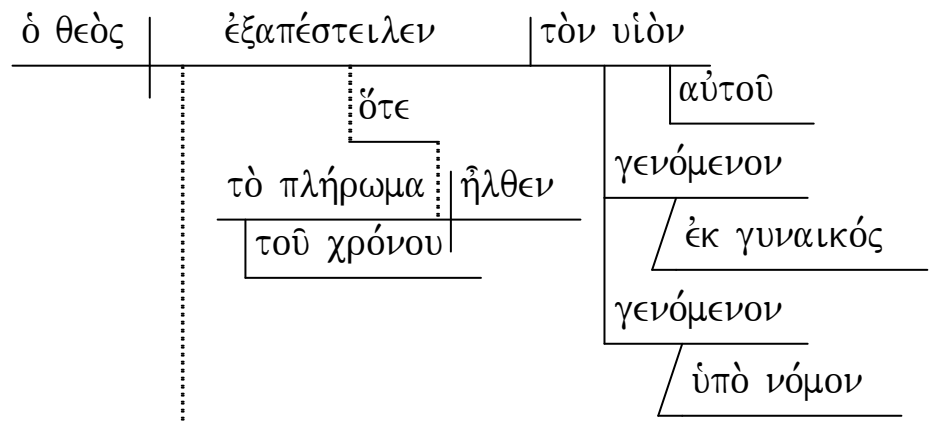 ὁ θεὸς ἐξαπέστειλεν τὸν υἱὸν
αὐτοῦ
ὅτε
γενόμενον
τὸ πλήρωμα ἦλθεν
ἐκ γυναικός
τοῦ χρόνου
γενόμενον
ὑπὸ νόμον